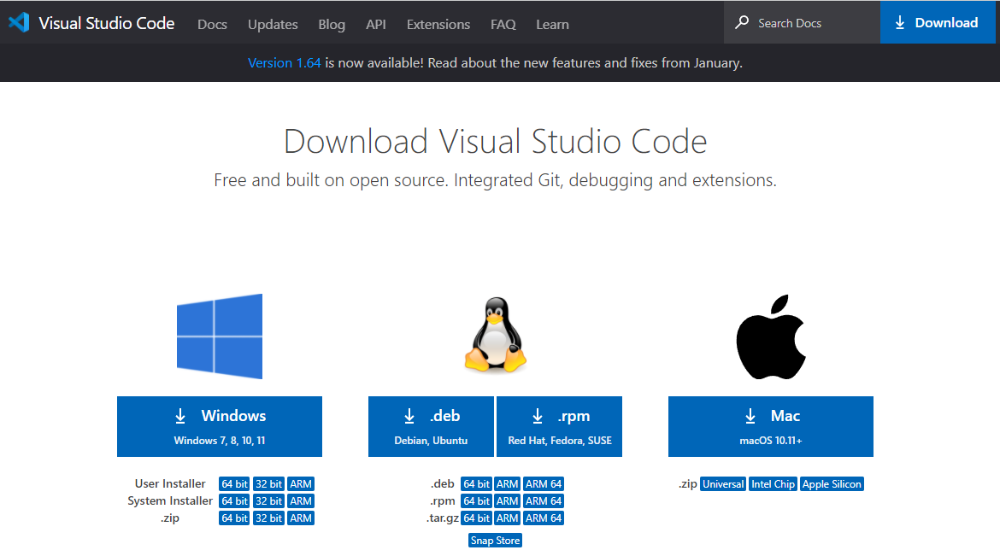 Visual Studio Code Docs Updates Blog API Extensions FAQ Learn Search Docs Download
Version 1.64 is now available! Read about the new features and fixes from January.
Download Visual Studio Code
Free and built on open source. Integrated Git, debugging and extensions.
Windows
Windows 7, 8, 10, 11
User Installer 64 bit 32 bit ARM
System Installer 64 bit 32 bit ARM
.zip 64 bit 32 bit ARM
.deb
Debian, Ubuntu
.rpm
Red Hat, Fedora, SUSE
.deb 64 bit ARM ARM 64
.rpm 64 bit ARM ARM 64
.tar.gz 64 bit ARM ARM 64
Snap Store
Mac
macOS 10.11+
.zip Universal Intel Chip Apple Silicon